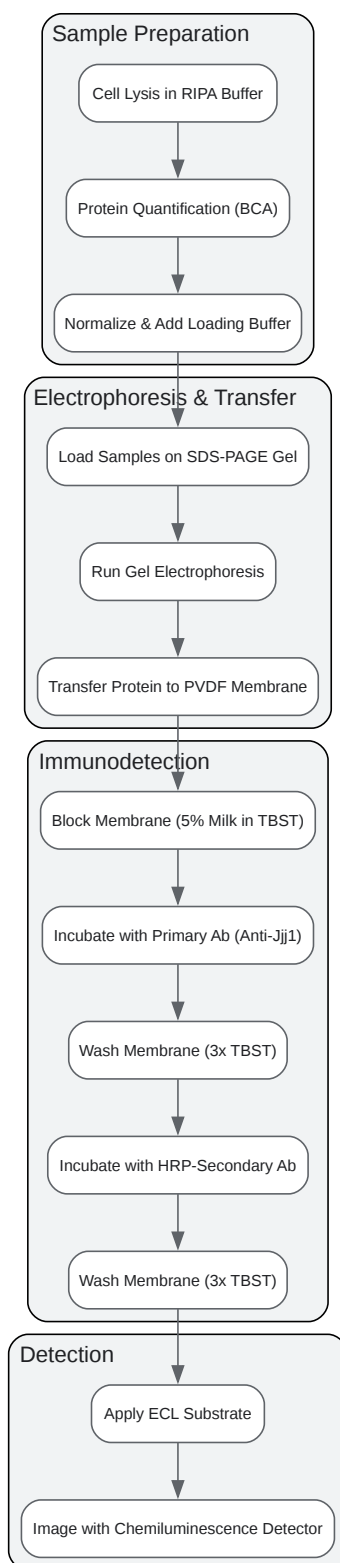 Sample Preparation
Cell Lysis in RIPA Buffer
Protein Quantification (BCA)
Normalize & Add Loading Buffer
Electrophoresis & Transfer
Load Samples on SDS-PAGE Gel
Run Gel Electrophoresis
Transfer Protein to PVDF Membrane
Immunodetection
Block Membrane (5% Milk in TBST)
Incubate with Primary Ab (Anti-Jjj1)
Wash Membrane (3x TBST)
Incubate with HRP-Secondary Ab
Wash Membrane (3x TBST)
Detection
Apply ECL Substrate
Image with Chemiluminescence Detector